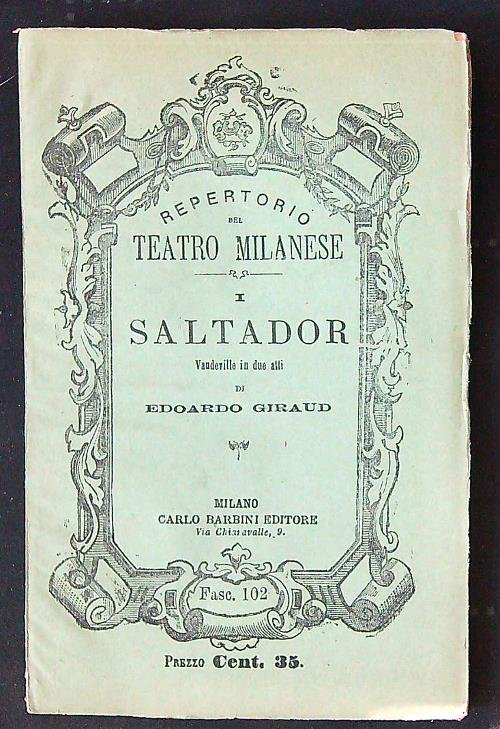 REPERTORIO
DEL
TEATRO MILANESE
I
SALTADOR
Vaudeville in due atti
DI
EDOARDO GIRAUD
MILANO
CARLO BARBINI EDITORE
Via Chiaravalle, 9.
Fasc. 102
PREZZO Cent. 35.